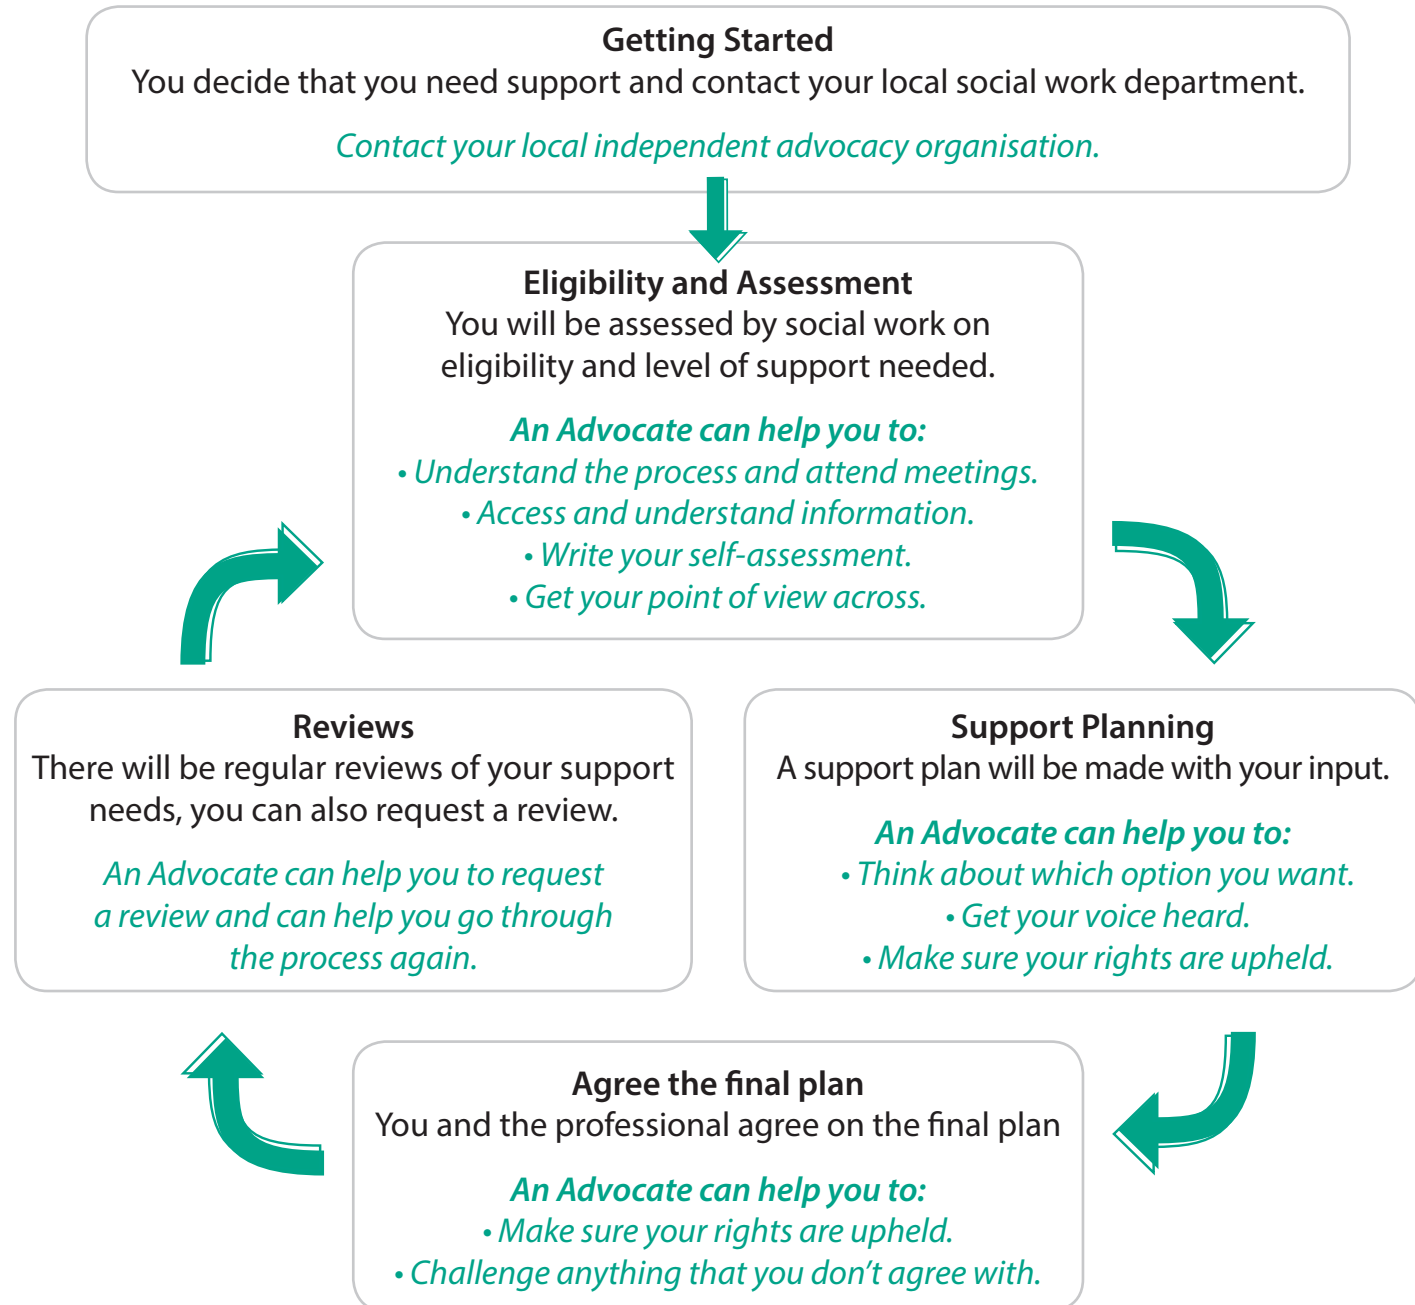 Getting Started
You decide that you need support and contact your local social work department.
Contact your local independent advocacy organisation.
Eligibility and Assessment
You will be assessed by social work on
eligibility and level of support needed.
An Advocate can help you to:
• Understand the process and attend meetings.
• Access and understand information.
• Write your self-assessment.
• Get your point of view across.
Reviews
There will be regular reviews of your support
needs, you can also request a review.
An Advocate can help you to request
a review and can help you go through
the process again.
Support Planning
A support plan will be made with your input.
An Advocate can help you to:
• Think about which option you want.
• Get your voice heard.
• Make sure your rights are upheld.
Agree the final plan
You and the professional agree on the final plan
An Advocate can help you to:
• Make sure your rights are upheld.
• Challenge anything that you don't agree with.